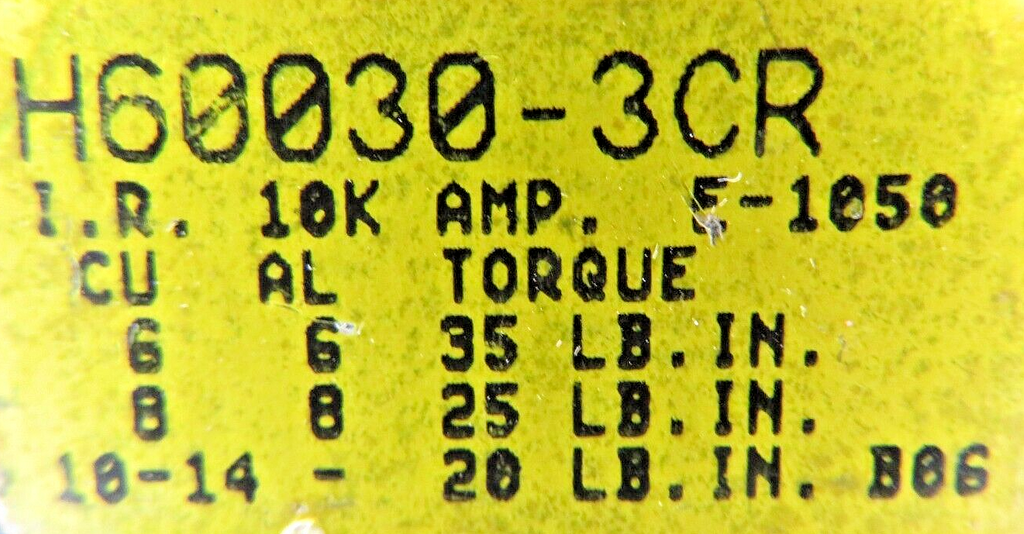 H60030-3CR
I.R. 10K AMP. E-1050
CU AL TORQUE
6 6 35 LB.IN.
8 8 25 LB.IN.
10-14 - 20 LB.IN. B06